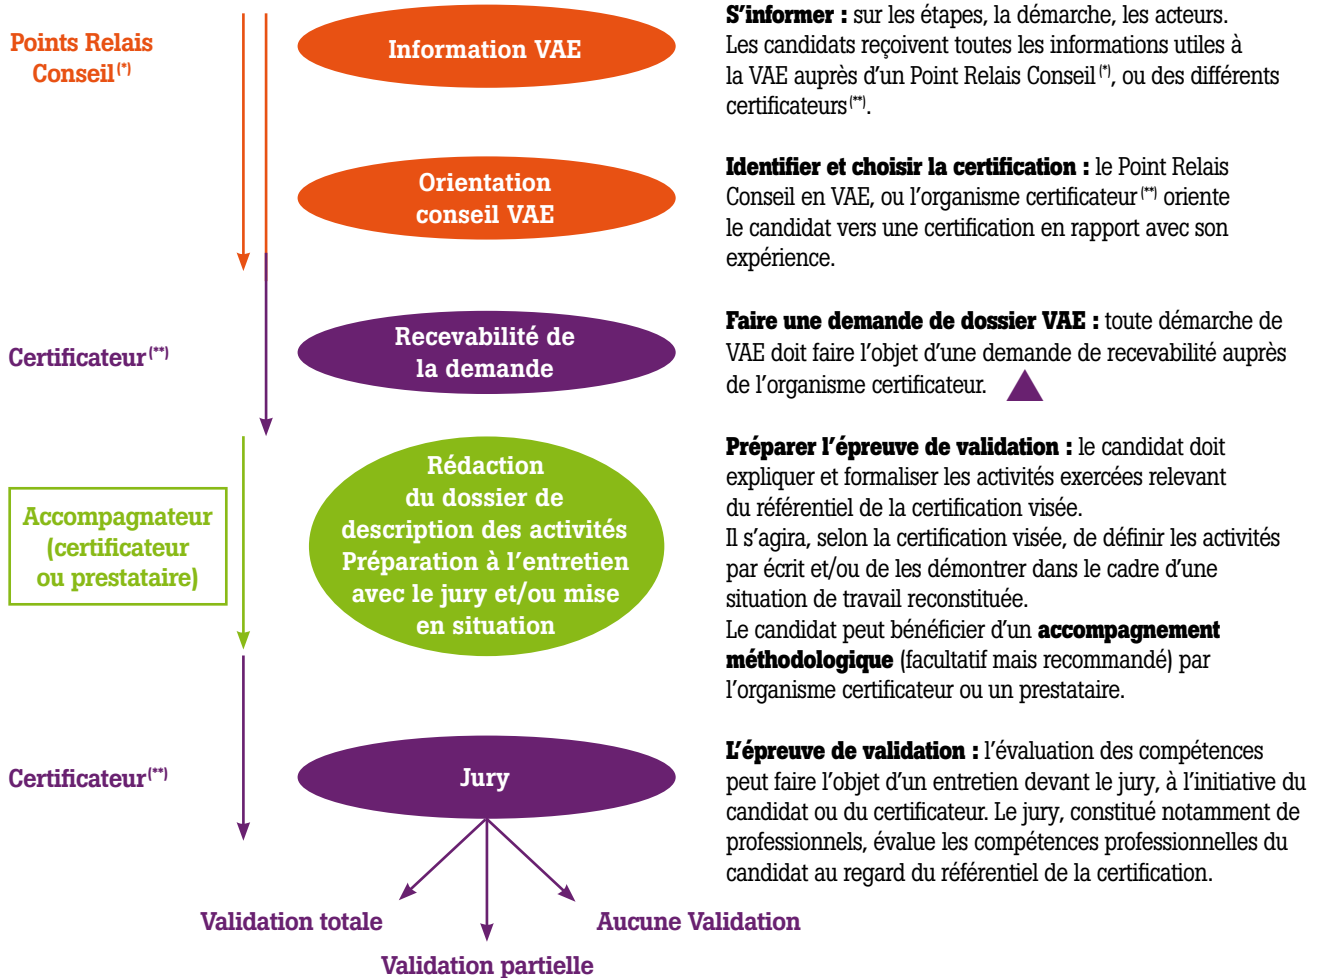 Points Relais
Conseil (*)
Information VAE
S’informer : sur les étapes, la démarche, les acteurs.
Les candidats reçoivent toutes les informations utiles à
la VAE auprès d’un Point Relais Conseil (*), ou des différents
certificateurs (**).
Orientation
conseil VAE
Identifier et choisir la certification : le Point Relais
Conseil en VAE, ou l’organisme certificateur (**) oriente
le candidat vers une certification en rapport avec son
expérience.
Certificateur (**)
Recevabilité de
la demande
Faire une demande de dossier VAE : toute démarche de
VAE doit faire l’objet d’une demande de recevabilité auprès
de l’organisme certificateur.
Accompagnateur
(certificateur
ou prestataire)
Rédaction
du dossier de
description des activités
Préparation à l’entretien
avec le jury et/ou mise
en situation
Préparer l’épreuve de validation : le candidat doit
expliquer et formaliser les activités exercées relevant
du référentiel de la certification visée.
Il s’agira, selon la certification visée, de définir les activités
par écrit et/ou de les démontrer dans le cadre d’une
situation de travail reconstituée.
Le candidat peut bénéficier d’un accompagnement
méthodologique (facultatif mais recommandé) par
l’organisme certificateur ou un prestataire.
Certificateur (**)
Jury
L’épreuve de validation : l’évaluation des compétences
peut faire l’objet d’un entretien devant le jury, à l’initiative du
candidat ou du certificateur. Le jury, constitué notamment de
professionnels, évalue les compétences professionnelles du
candidat au regard du référentiel de la certification.
Validation totale
Aucune Validation
Validation partielle